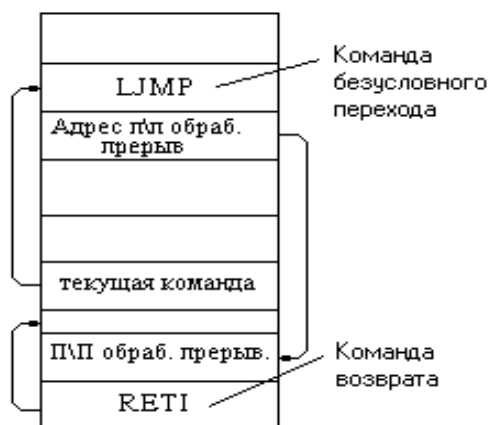 LJMP
Команда
безусловного
перехода
Адрес п\п обраб.
прерыв
текущая команда
П\П обраб. прерыв.
Команда
возврата
RETI